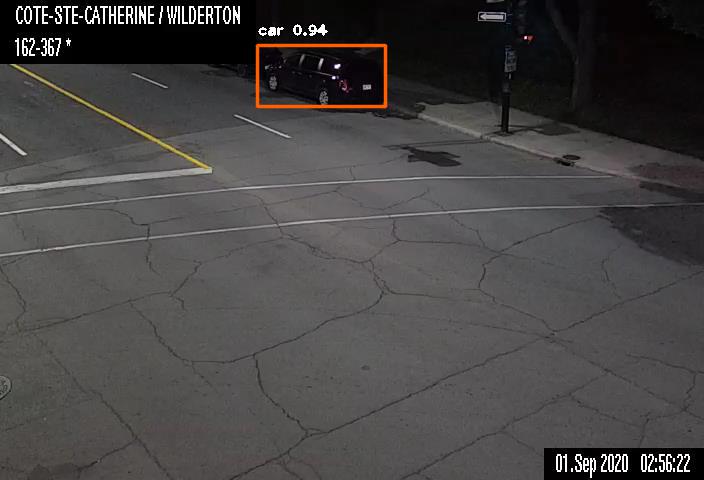 COTE-STE-CATHERINE / WILDERTON
162-367 *
car 0.94
01.Sep 2020 02:56:22